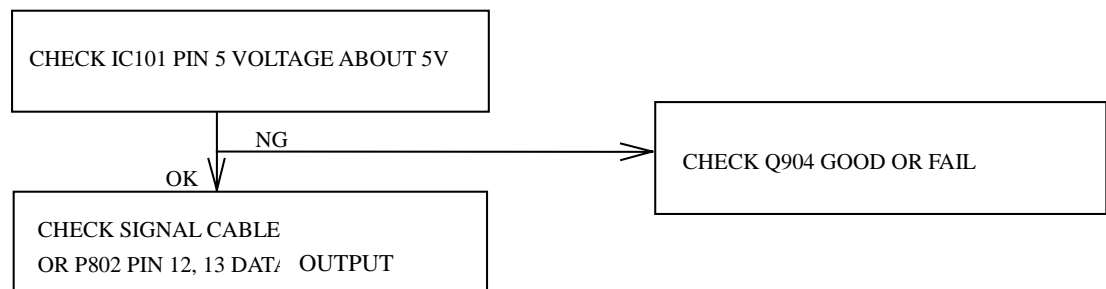 CHECK IC101 PIN 5 VOLTAGE ABOUT 5V
NG
CHECK Q904 GOOD OR FAIL
OK
CHECK SIGNAL CABLE
OR P802 PIN 12, 13 DATA OUTPUT